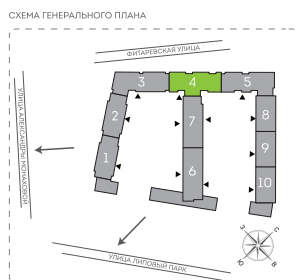 СХЕМА ГЕНЕРАЛЬНОГО ПЛАНА
ФИТАРЕВСКАЯ УЛИЦА
3
4
5
УЛИЦА АЛЕКСАНДРЫ МОНАХОВОЙ
2
7
8
1
9
6
10
УЛИЦА ЛИПОВЫЙ ПАРК
З
С
Ю
В